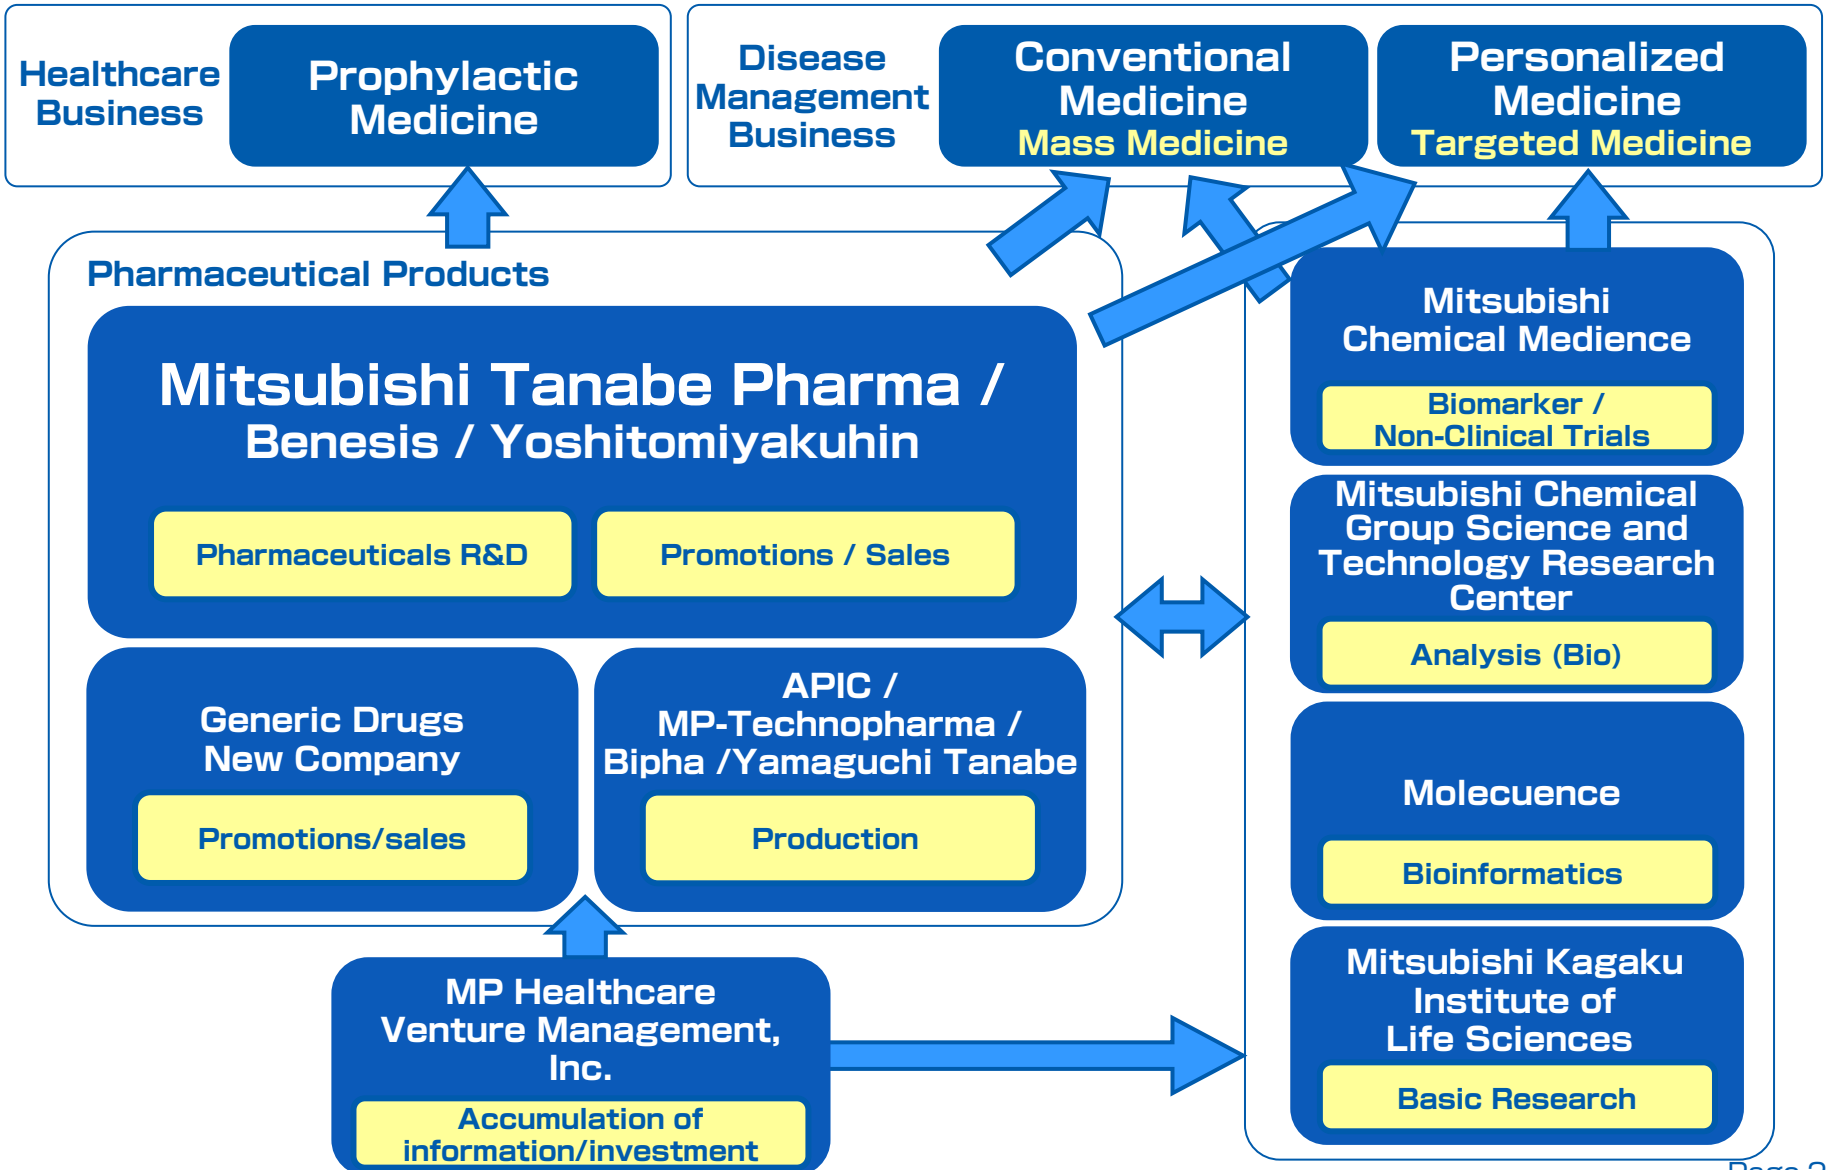 Healthcare
Business
Prophylactic
Medicine
Disease
Management
Business
Conventional
Medicine
Mass Medicine
Personalized
Medicine
Targeted Medicine
Pharmaceutical Products
Mitsubishi Tanabe Pharma /
Benesis / Yoshitomiyakuhin
Pharmaceuticals R&D
Promotions / Sales
Generic Drugs
New Company
Promotions/sales
APIC /
MP-Technopharma /
Bipha /Yamaguchi Tanabe
Production
MP Healthcare
Venture Management,
Inc.
Accumulation of
information/investment
Mitsubishi
Chemical Medience
Biomarker /
Non-Clinical Trials
Mitsubishi Chemical
Group Science and
Technology Research
Center
Analysis (Bio)
Molecuence
Bioinformatics
Mitsubishi Kagaku
Institute of
Life Sciences
Basic Research
Page